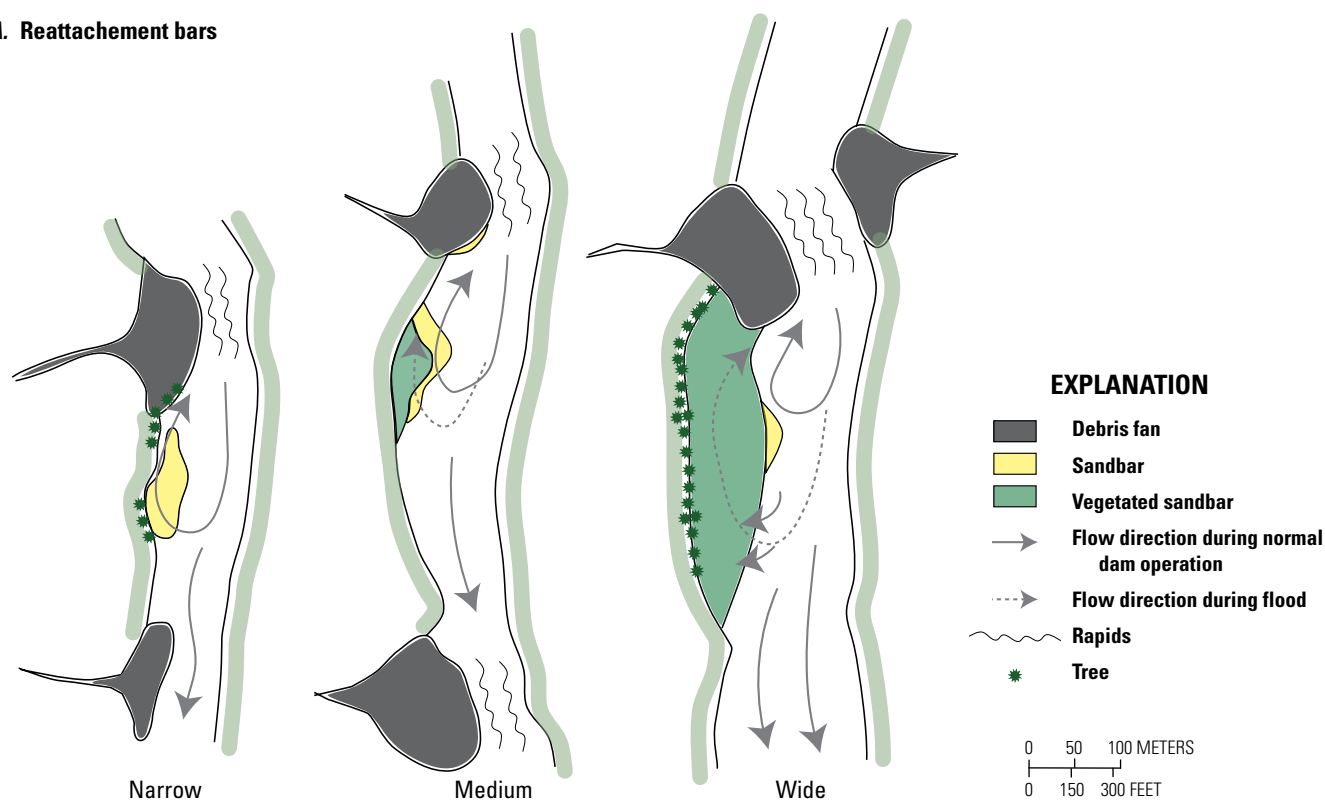 Reattachement bars
Narrow
Medium
Wide
EXPLANATION
Debris fan
Sandbar
Vegetated sandbar
Flow direction during normal
dam operation
Flow direction during flood
Rapids
Tree
0 50 100 METERS
0 150 300 FEET